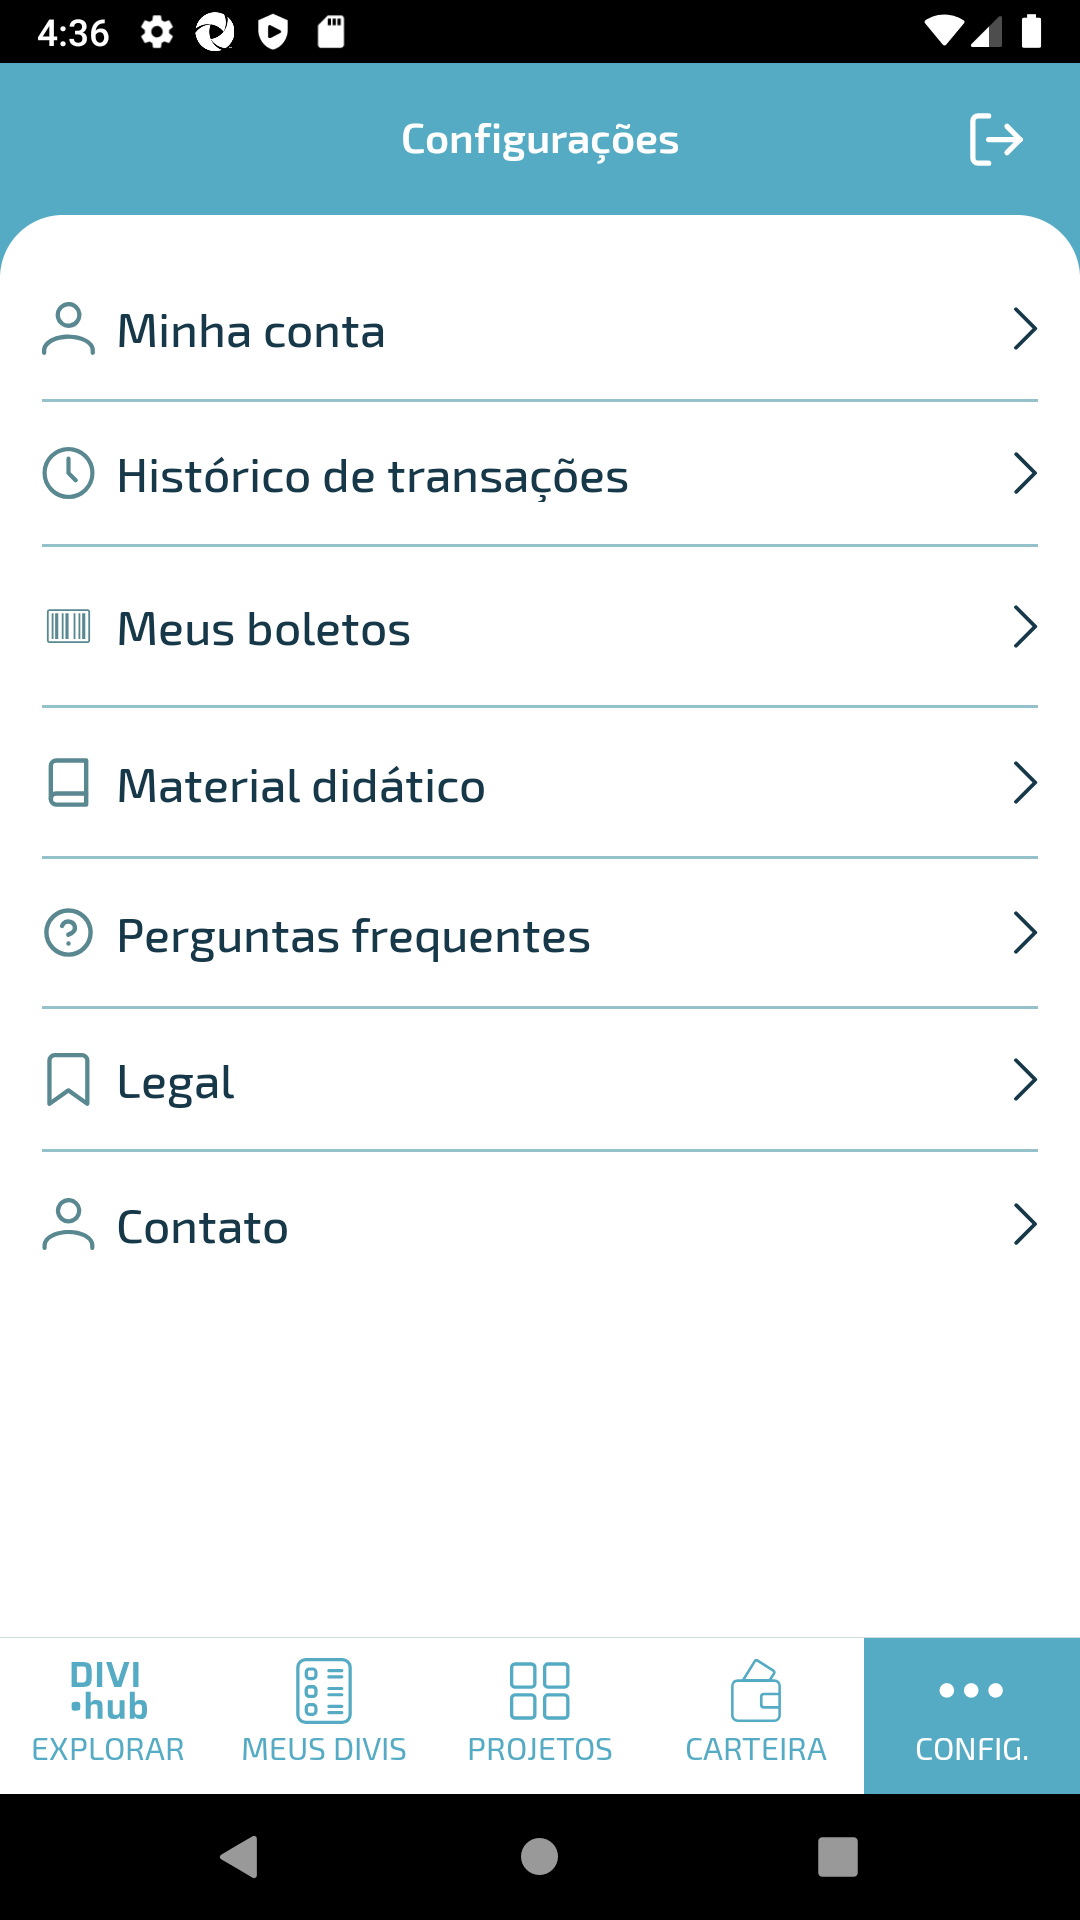 4:36
Configurações
Minha conta
Histórico de transações
Meus boletos
Material didático
Perguntas frequentes
Legal
Contato
DIVI
•hub
EXPLORAR
MEUS DIVIS
PROJETOS
CARTEIRA
CONFIG.